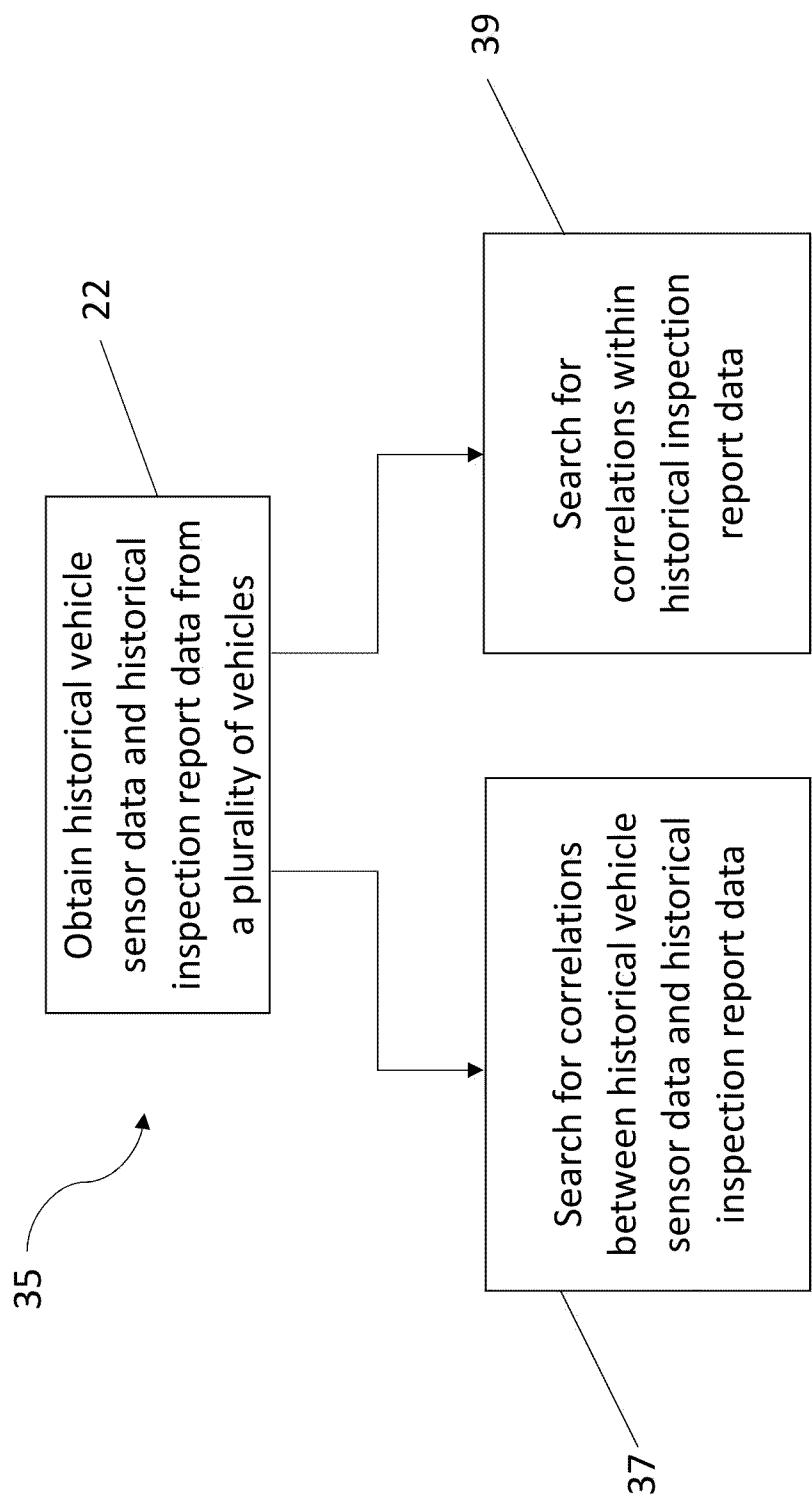 35
22
Obtain historical vehicle
sensor data and historical
inspection report data from
a plurality of vehicles
37
Search for correlations
between historical vehicle
sensor data and historical
inspection report data
39
Search for
correlations within
historical inspection
report data